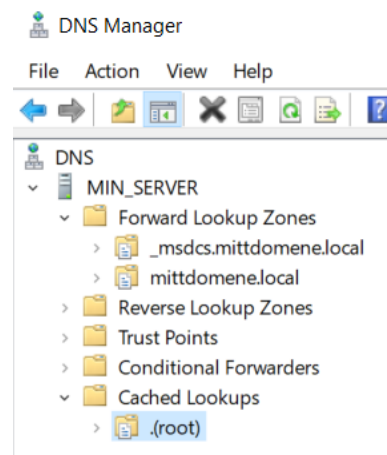 DNS Manager
File Action View Help
DNS
MIN_SERVER
Forward Lookup Zones
_msdcs.mittdomene.local
mittdomene.local
Reverse Lookup Zones
Trust Points
Conditional Forwarders
Cached Lookups
.(root)